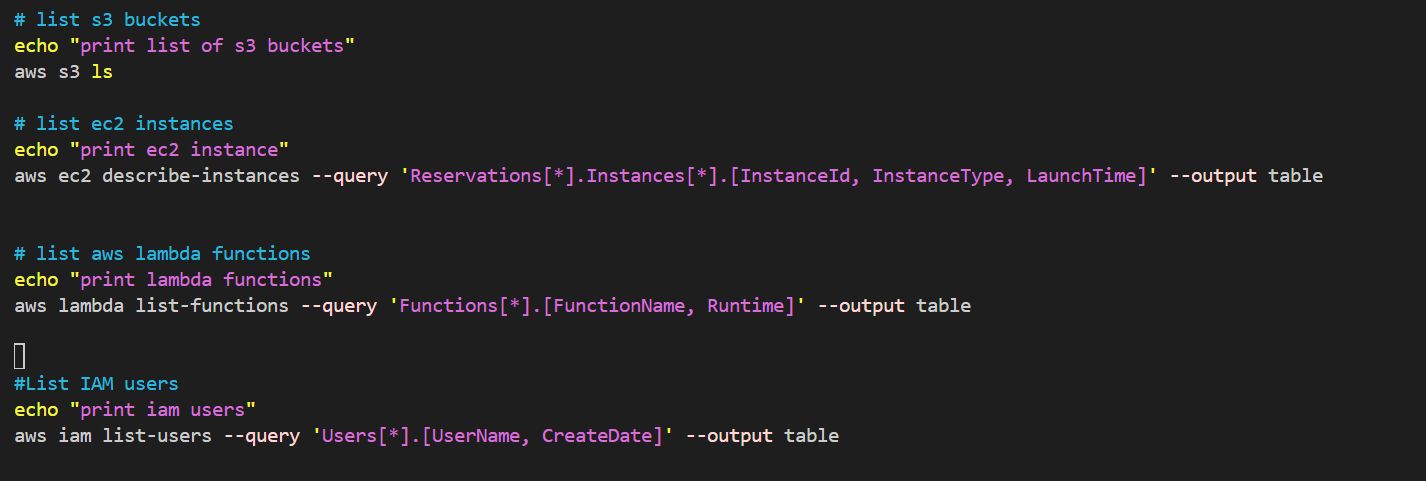 # list s3 buckets
echo "print list of s3 buckets"
aws s3 ls
# list ec2 instances
echo "print ec2 instance"
aws ec2 describe-instances --query 'Reservations[*].Instances[*].[InstanceId, InstanceType, LaunchTime]' --output table
# list aws lambda functions
echo "print lambda functions"
aws lambda list-functions --query 'Functions[*].[FunctionName, Runtime]' --output table
#List IAM users
echo "print iam users"
aws iam list-users --query 'Users[*].[UserName, CreateDate]' --output table